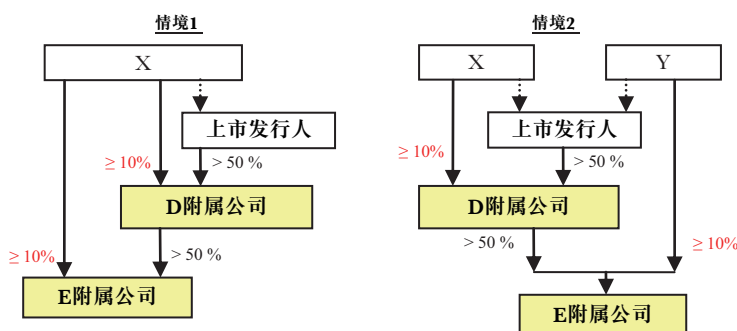 情境1
情境2
X
X
Y
上市发行人
上市发行人
≥ 10%
> 50 %
≥ 10%
> 50 %
D附属公司
D附属公司
≥ 10%
> 50 %
> 50 %
≥ 10%
E附属公司
E附属公司